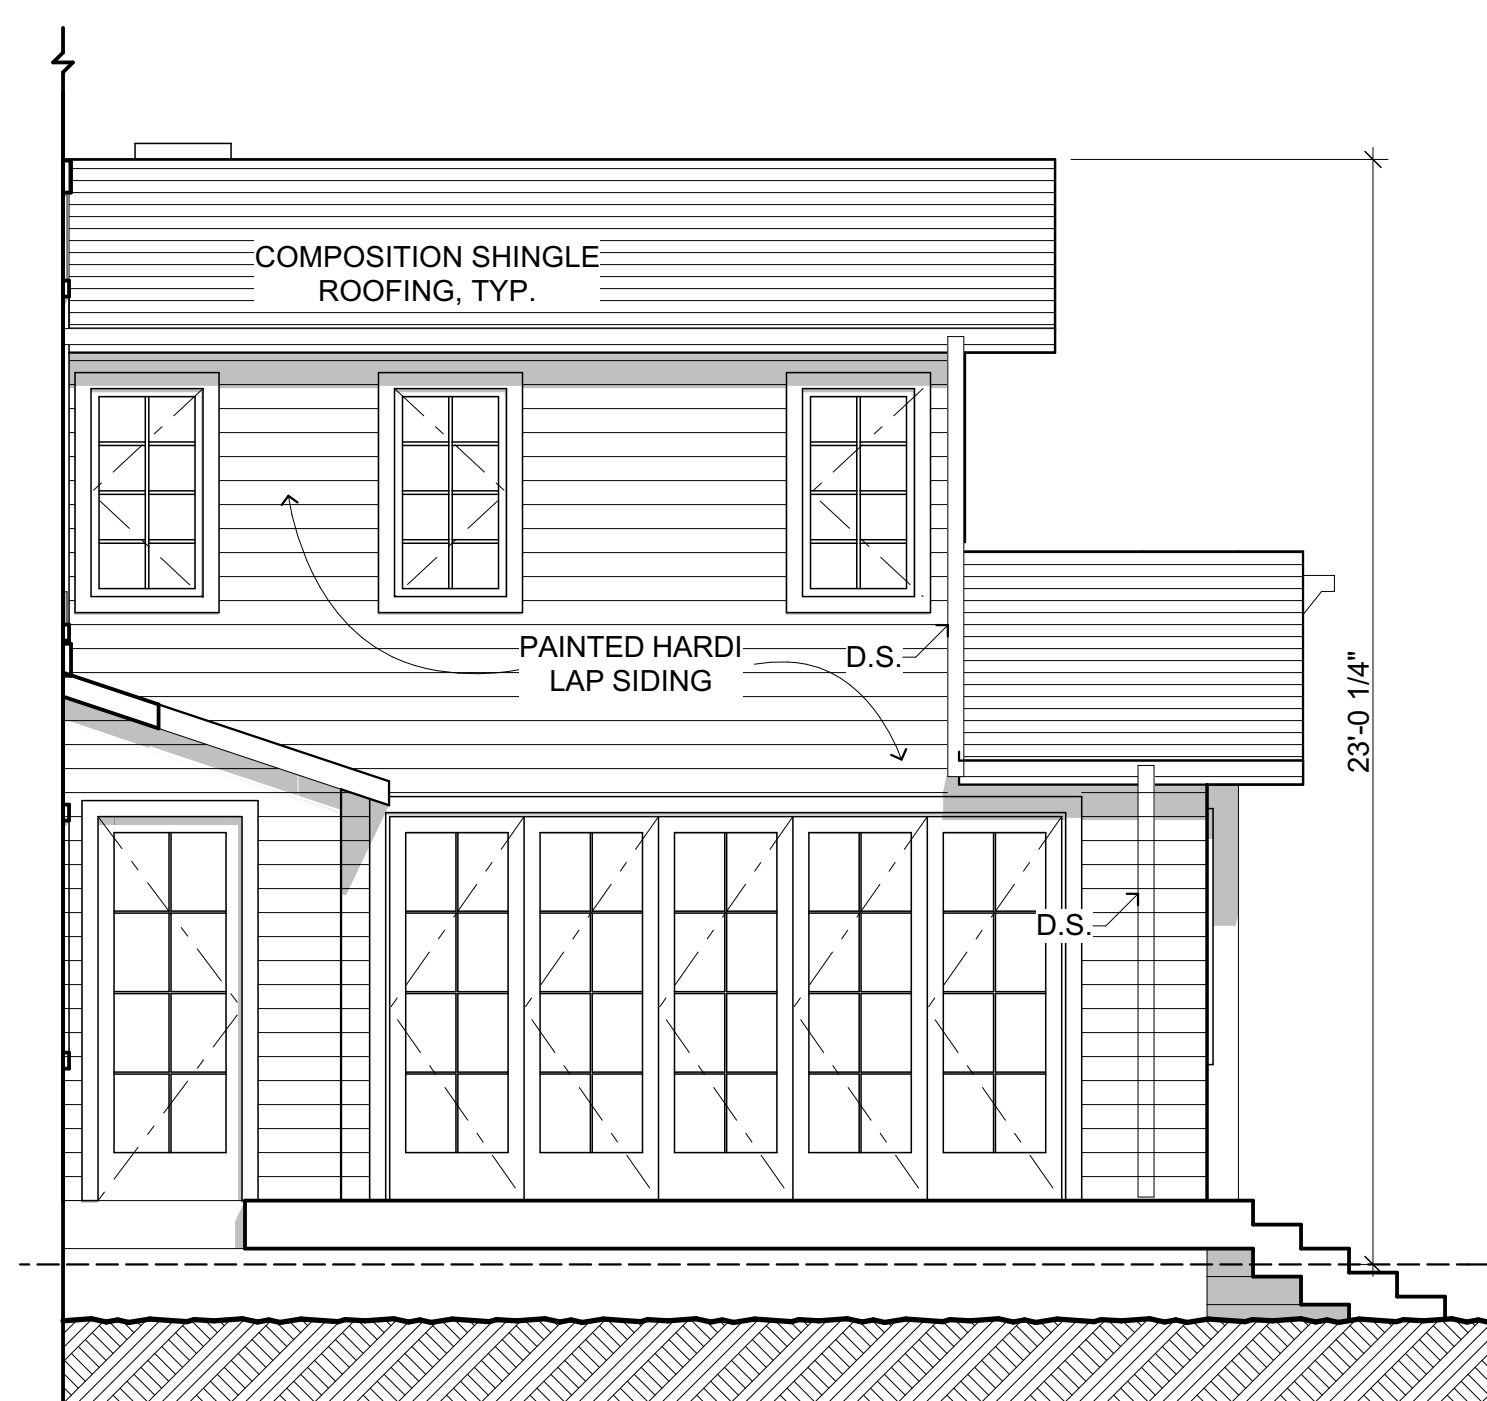 COMPOSITION SHINGLE
ROOFING, TYP.
PAINTED HARDI
LAP SIDING
D.S.
23'-0 1/4"
D.S.